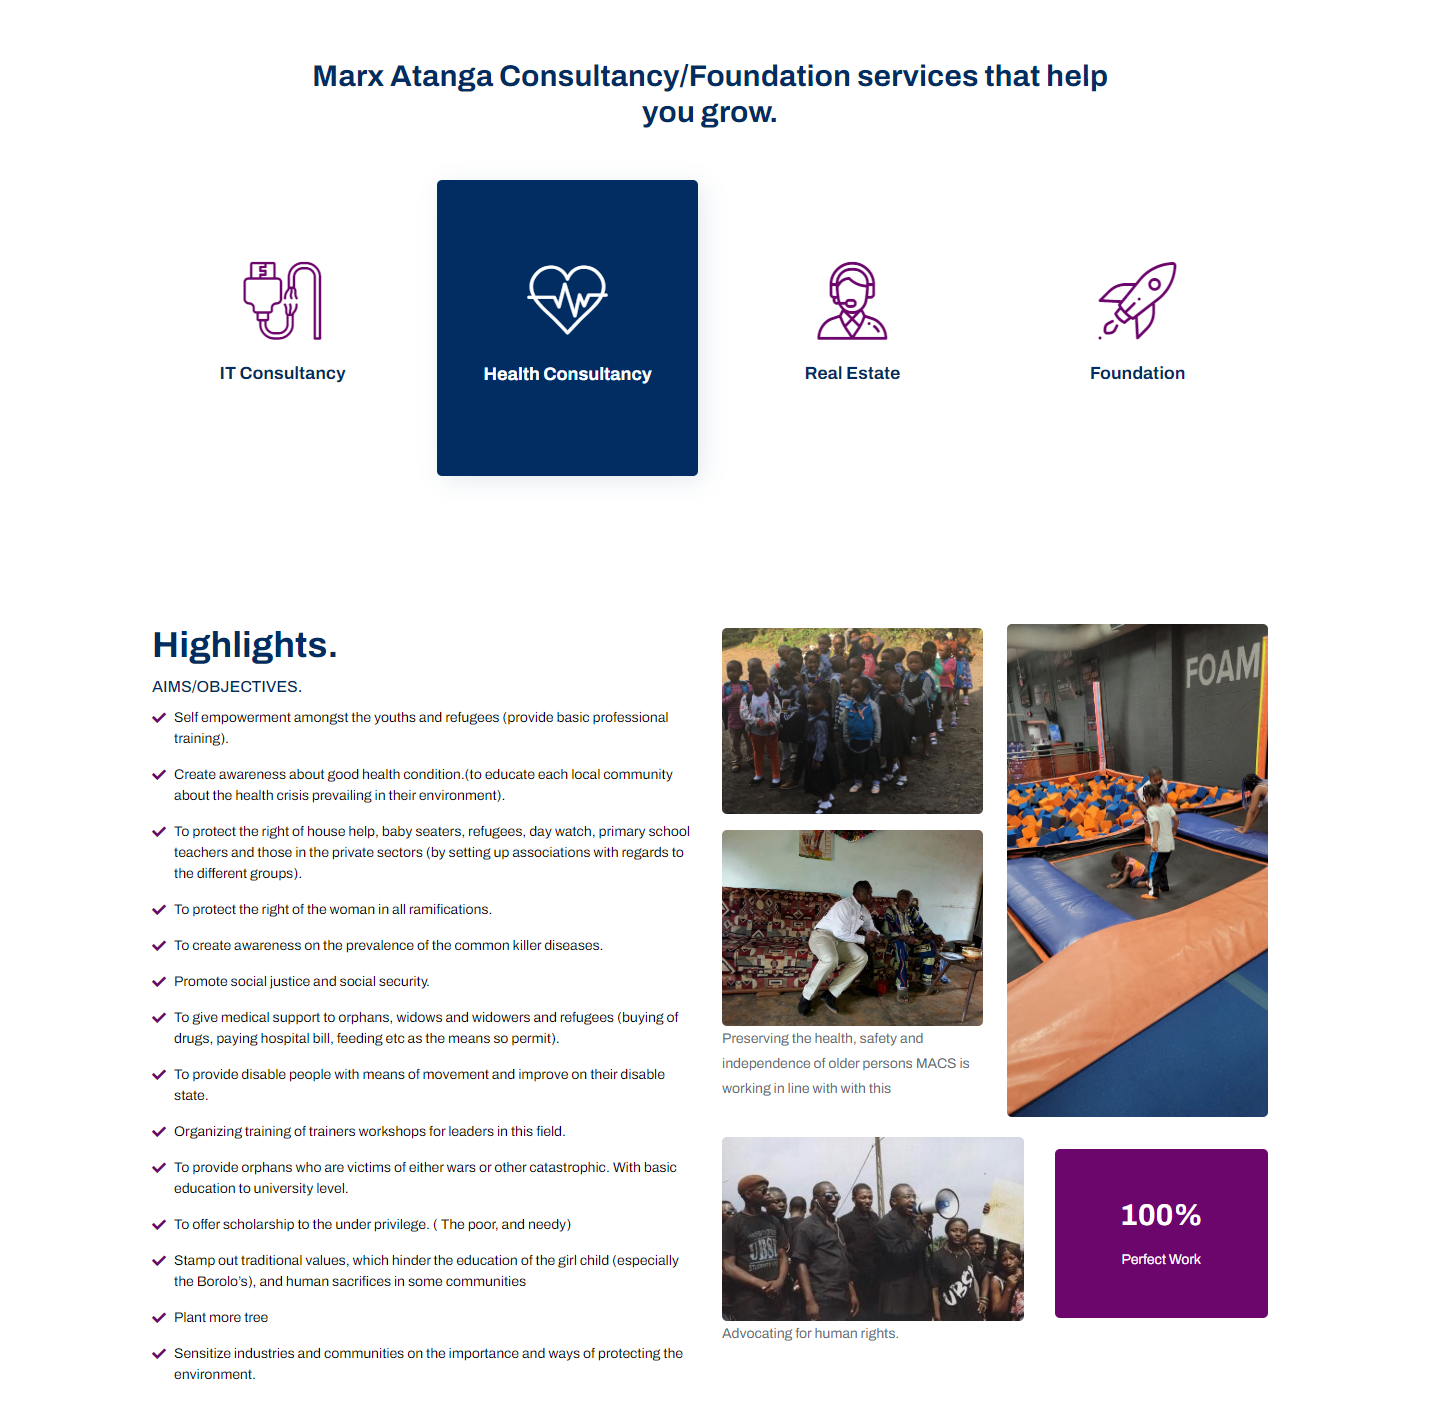 Marx Atanga Consultancy/Foundation services that help
you grow.
IT Consultancy
Health Consultancy
Real Estate
Foundation
Highlights.
AIMS/OBJECTIVES.
Self empowerment amongst the youths and refugees (provide basic professional
training).
Create awareness about good health condition.(to educate each local community
about the health crisis prevailing in their environment).
To protect the right of house help, baby seaters, refugees, day watch, primary school
teachers and those in the private sectors (by setting up associations with regards to
the different groups).
To protect the right of the woman in all ramifications.
To create awareness on the prevalence of the common killer diseases.
Promote social justice and social security.
To give medical support to orphans, widows and widowers and refugees (buying of
drugs, paying hospital bill, feeding etc as the means so permit).
To provide disable people with means of movement and improve on their disable
state.
Organizing training of trainers workshops for leaders in this field.
To provide orphans who are victims of either wars or other catastrophic. With basic
education to university level.
To offer scholarship to the under privilege. ( The poor, and needy)
Stamp out traditional values, which hinder the education of the girl child (especially
the Borolo's), and human sacrifices in some communities
Plant more tree
Sensitize industries and communities on the importance and ways of protecting the
environment.
FOAM
Preserving the health, safety and
independence of older persons MACS is
working in line with with this
UBSU
UBSU
Advocating for human rights.
100%
Perfect Work